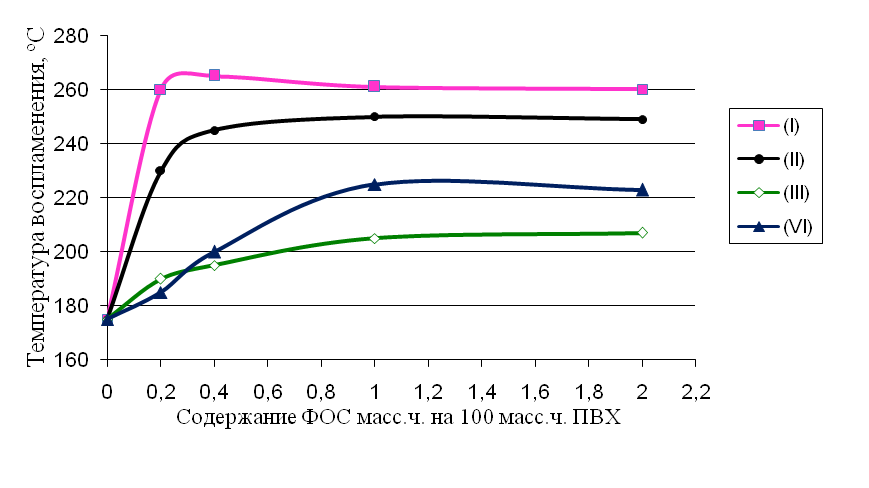 Температура воспламенения, °С
280
260
240
220
200
180
160
0 0,2 0,4 0,6 0,8 1 1,2 1,4 1,6 1,8 2 2,2
Содержание ФОС масс.ч. на 100 масс.ч. ПВХ
(I)
(II)
(III)
(VI)